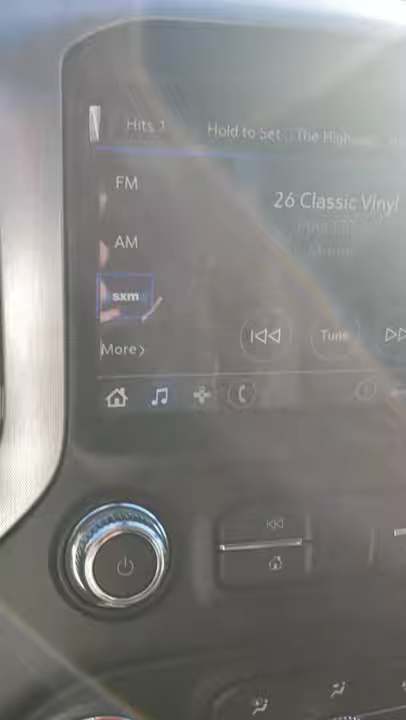 Hits 1 Hold to Set The High
FM
26 Classic Vinyl
AM
sxm
More
Tune